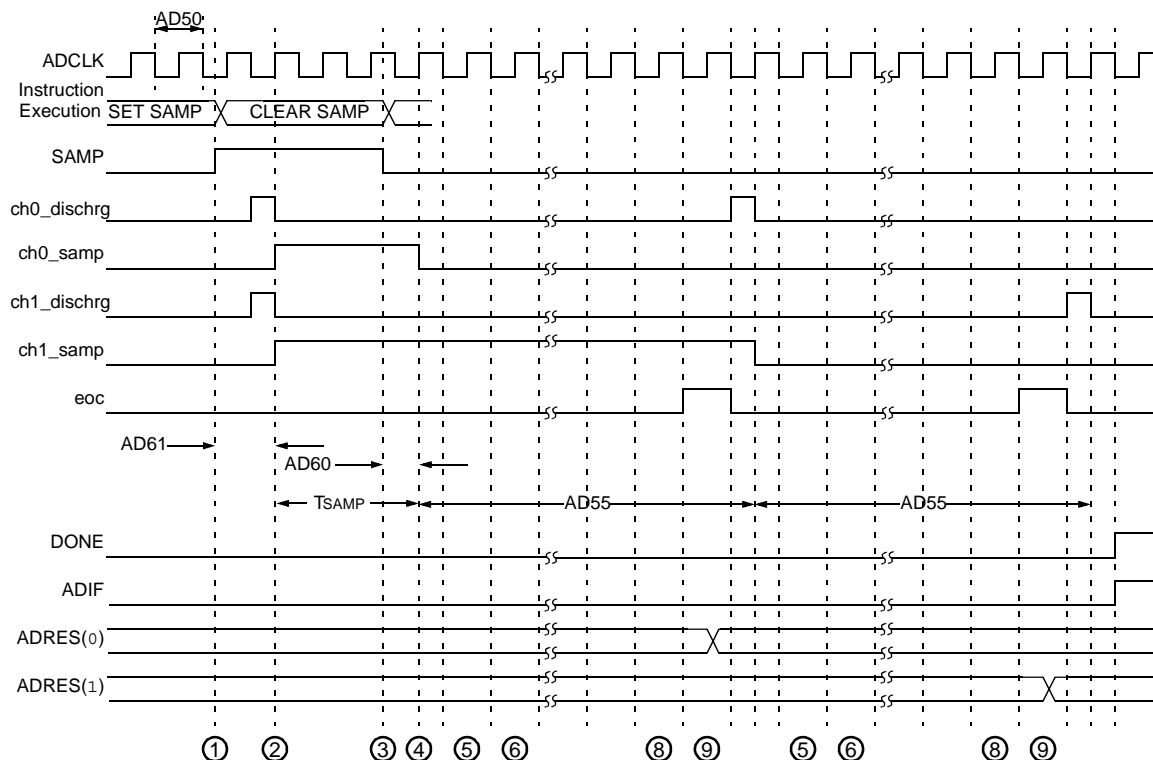 AD50
ADCLK
Instruction
Execution SET SAMP CLEAR SAMP
SAMP
ch0_dischrg
ch0_samp
ch1_dischrg
ch1_samp
eoc
AD61
AD60
TSAMP AD55 AD55
DONE
ADIF
ADRES(0)
ADRES(1)
1 2 3 4 5 6 8 9 5 6 8 9